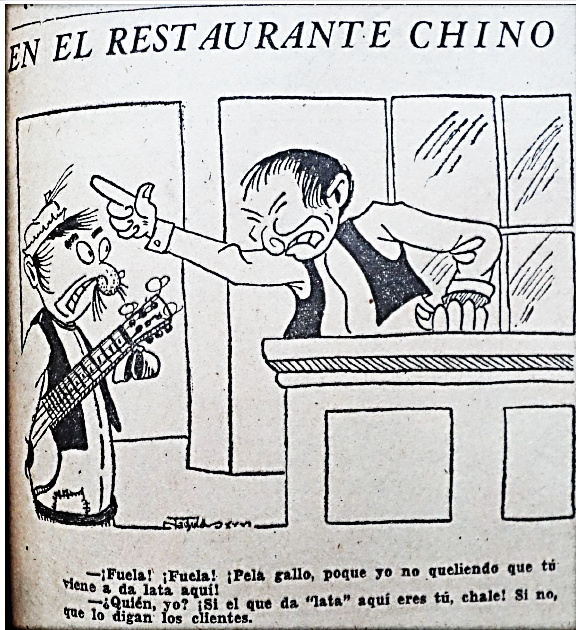 EN EL RESTAURANTE CHINO
—¡Fuela! ¡Fuela! ¡Pela gallo, poque yo no queliendo que tú
viene a da lata aquí!
—¿Quién, yo? ¡Si el que da "lata" aquí eres tú, chale! Si no,
que lo digan los clientes.